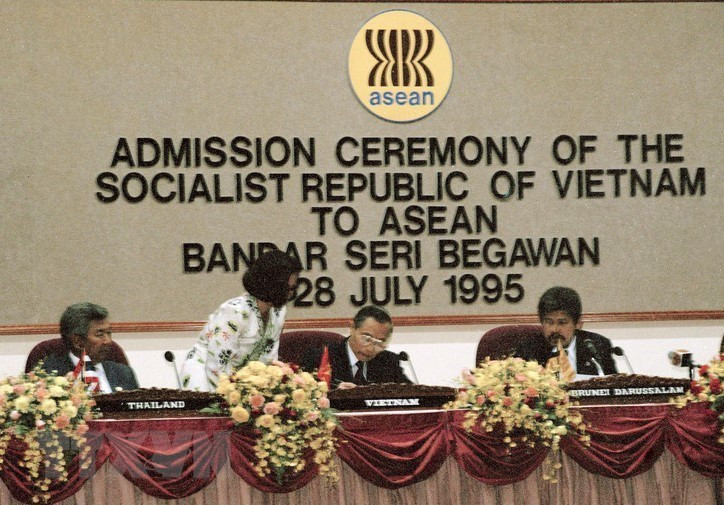 asean
ADMISSION CEREMONY OF THE
SOCIALIST REPUBLIC OF VIETNAM
TO ASEAN
BANDAR SERI BEGAWAN
28 JULY 1995
THAILAND
VIETNAM
BRUNEI DARUSSALAM
TTXVN